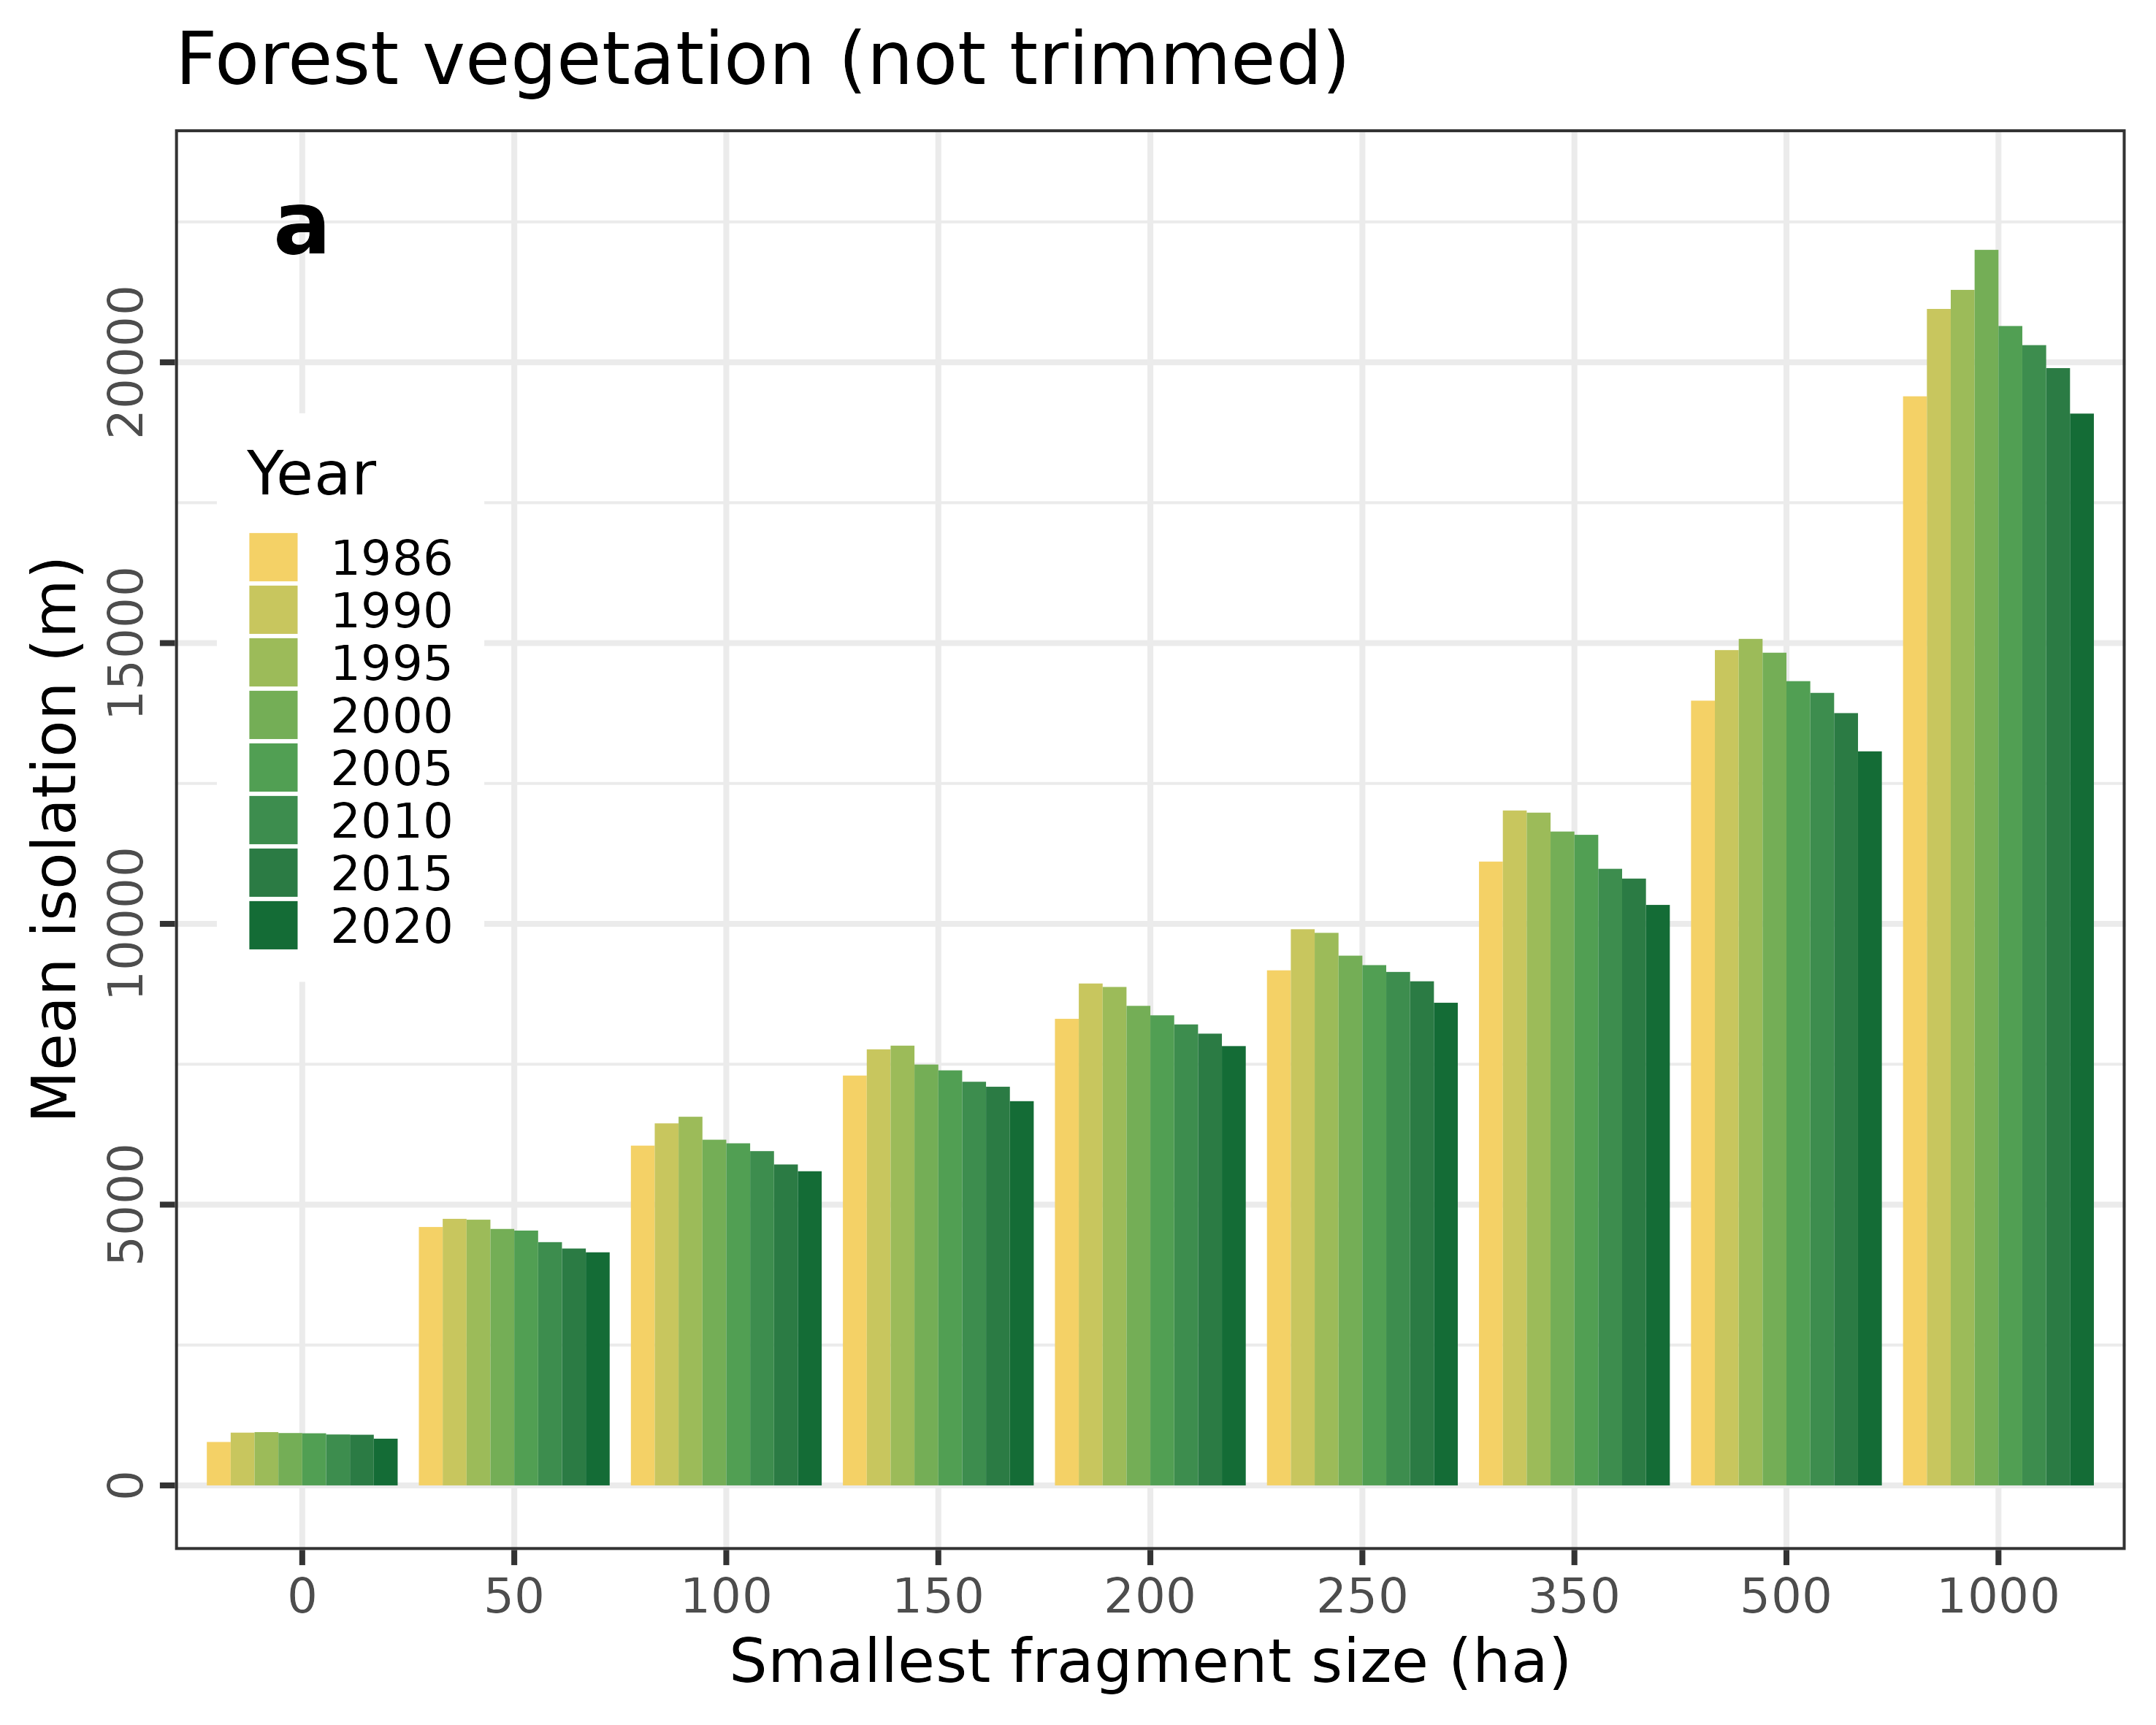 Forest vegetation (not trimmed)
a
Mean isolation (m)
20000
15000
10000
5000
0
Year
1986
1990
1995
2000
2005
2010
2015
2020
0 50 100 150 200 250 350 500 1000
Smallest fragment size (ha)